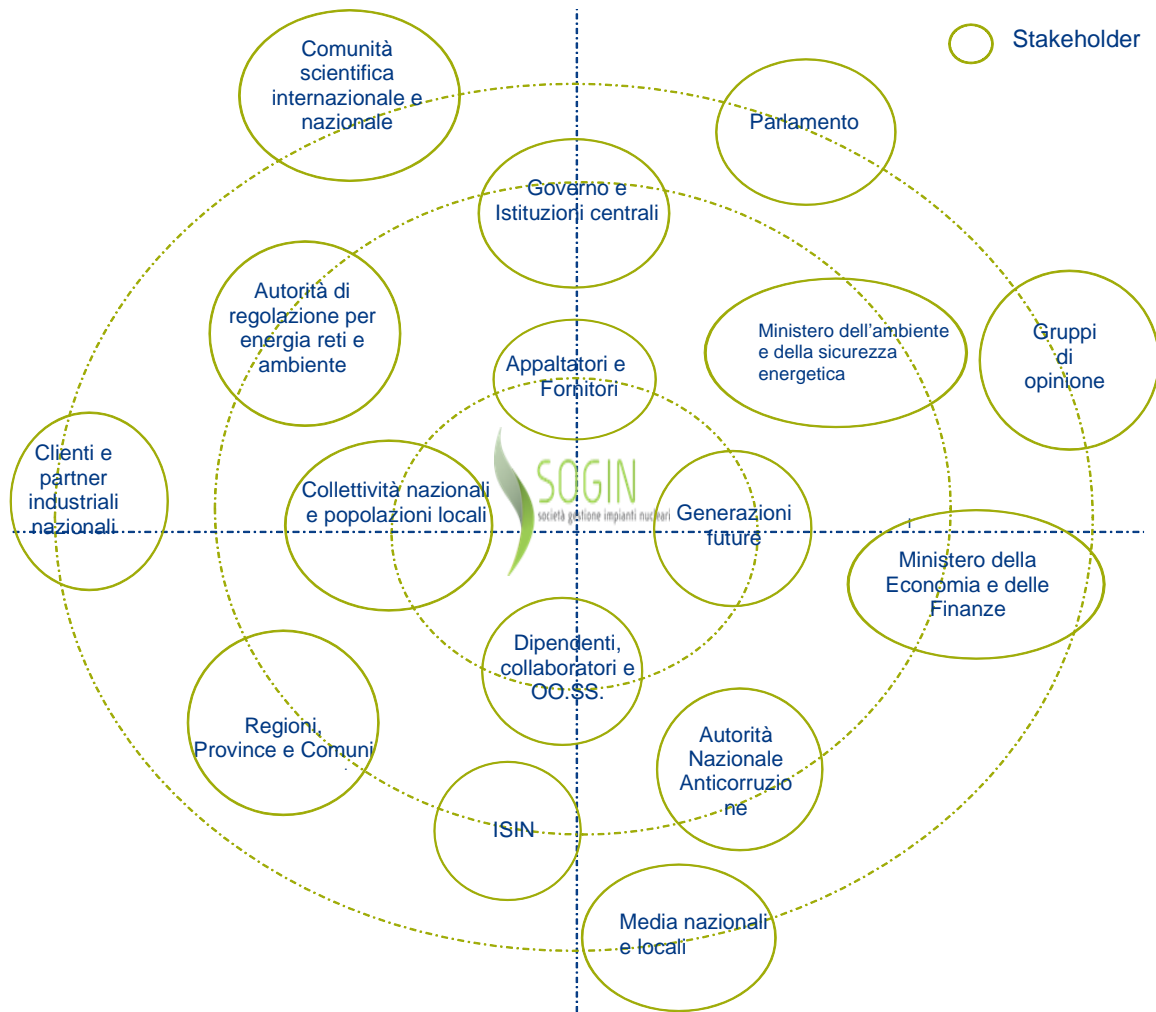 Stakeholder
Comunità
scientifica
internazionale e
nazionale
Parlamento
Governo e
Istituzioni centrali
Autorità di
regolazione per
energia reti e
ambiente
Ministero dell'ambiente
e della sicurezza
energetica
Gruppi
di
opinione
Appaltatori e
Fornitori
Clienti e
partner
industriali
nazionali
Collettività nazionali
e popolazioni locali
SOGIN
società gestione impianti nucleari
Generazioni
future
Ministero della
Economia e delle
Finanze
Dipendenti,
collaboratori e
OO.SS.
Regioni,
Province e Comuni
Autorità
Nazionale
Anticorruzio
ne
ISIN
Media nazionali
e locali